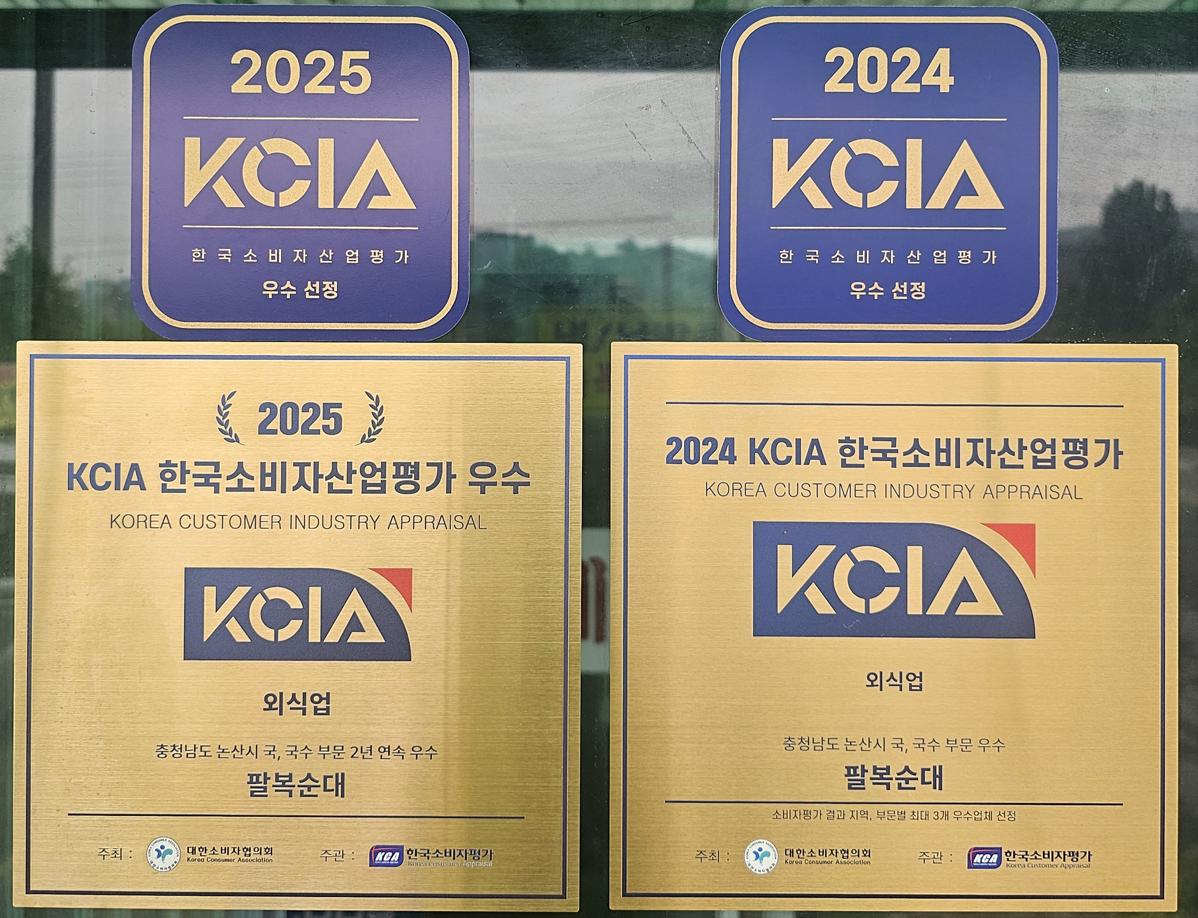 2025
KCIA
한국소비자산업평가
우수 선정
2024
KCIA
한국소비자산업평가
우수 선정
2025
KCIA 한국소비자산업평가 우수
KOREA CUSTOMER INDUSTRY APPRAISAL
KCIA
외식업
충청남도 논산시 국, 국수 부문 2년 연속 우수
팔복순대
주최 : 대한소비자협의회 주관 : KCA 한국소비자평가
Korea Consumer Association Korea Customer Appraisal
2024 KCIA 한국소비자산업평가
KOREA CUSTOMER INDUSTRY APPRAISAL
KCIA
외식업
충청남도 논산시 국, 국수 부문 우수
팔복순대
소비자평가 결과 지역, 부문별 최대 3개 우수업체 선정
주최 : 대한소비자협의회 주관 : KCA 한국소비자평가
Korea Consumer Association Korea Customer Appraisal